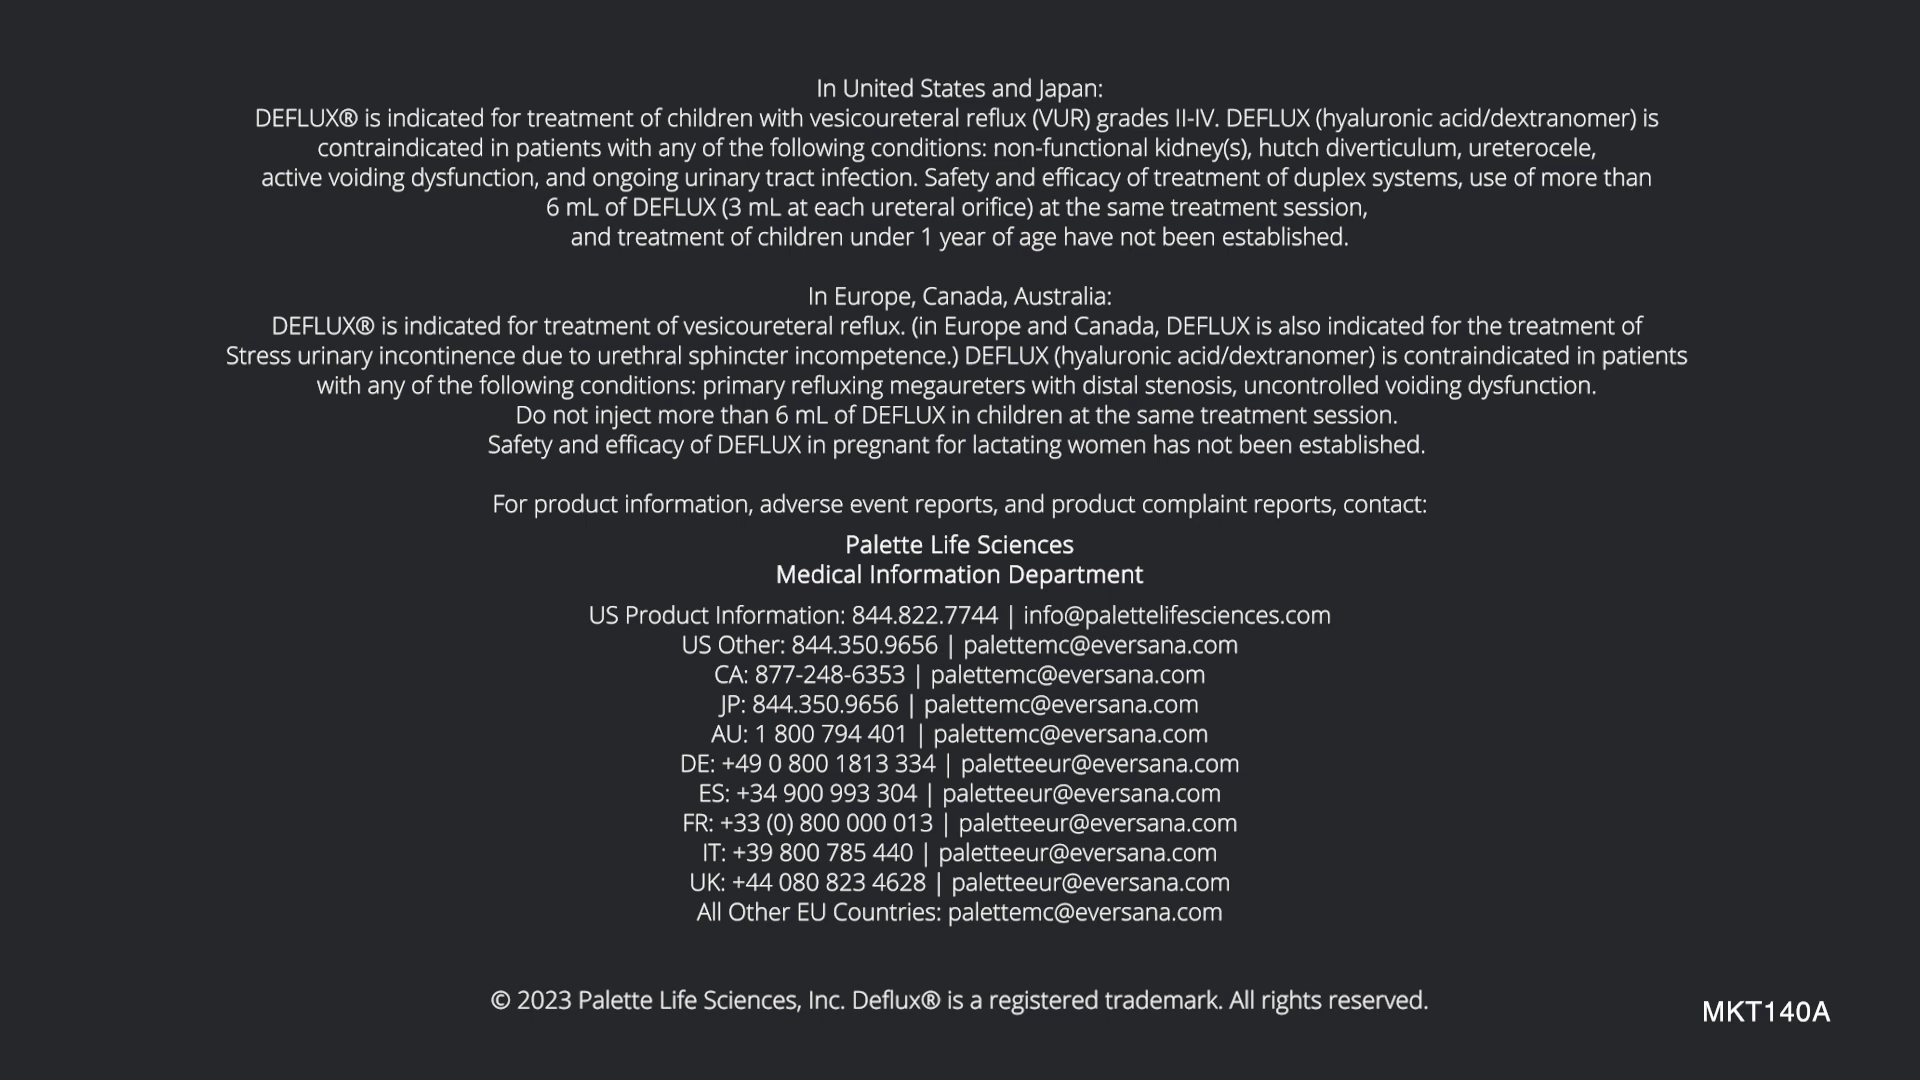 In United States and Japan:
DEFLUX® is indicated for treatment of children with vesicoureteral reflux (VUR) grades II-IV. DEFLUX (hyaluronic acid/dextranomer) is
contraindicated in patients with any of the following conditions: non-functional kidney(s), hutch diverticulum, ureterocele,
active voiding dysfunction, and ongoing urinary tract infection. Safety and efficacy of treatment of duplex systems, use of more than
6 mL of DEFLUX (3 mL at each ureteral orifice) at the same treatment session,
and treatment of children under 1 year of age have not been established.
In Europe, Canada, Australia:
DEFLUX® is indicated for treatment of vesicoureteral reflux. (in Europe and Canada, DEFLUX is also indicated for the treatment of
Stress urinary incontinence due to urethral sphincter incompetence.) DEFLUX (hyaluronic acid/dextranomer) is contraindicated in patients
with any of the following conditions: primary refluxing megaureters with distal stenosis, uncontrolled voiding dysfunction.
Do not inject more than 6 mL of DEFLUX in children at the same treatment session.
Safety and efficacy of DEFLUX in pregnant for lactating women has not been established.
For product information, adverse event reports, and product complaint reports, contact:
Palette Life Sciences
Medical Information Department
US Product Information: 844.822.7744 | info@palettelifesciences.com
US Other: 844.350.9656 | palettemc@eversana.com
CA: 877-248-6353 | palettemc@eversana.com
JP: 844.350.9656 | palettemc@eversana.com
AU: 1 800 794 401 | palettemc@eversana.com
DE: +49 0 800 1813 334 | paletteeur@eversana.com
ES: +34 900 993 304 | paletteeur@eversana.com
FR: +33 (0) 800 000 013 | paletteeur@eversana.com
IT: +39 800 785 440 | paletteeur@eversana.com
UK: +44 080 823 4628 | paletteeur@eversana.com
All Other EU Countries: palettemc@eversana.com
© 2023 Palette Life Sciences, Inc. Deflux® is a registered trademark. All rights reserved.
MKT140A